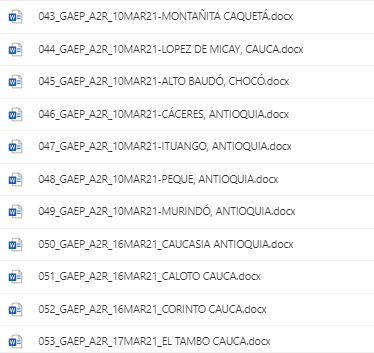 043_GAEP_A2R_10MAR21-MONTAÑITA CAQUETÁ.docx
044_GAEP_A2R_10MAR21-LOPEZ DE MICAY, CAUCA.docx
045_GAEP_A2R_10MAR21-ALTO BAUDÓ, CHOCÓ.docx
046_GAEP_A2R_10MAR21-CÁCERES, ANTIOQUIA.docx
047_GAEP_A2R_10MAR21-ITUANGO, ANTIOQUIA.docx
048_GAEP_A2R_10MAR21-PEQUE, ANTIOQUIA.docx
049_GAEP_A2R_10MAR21-MURINDÓ, ANTIOQUIA.docx
050_GAEP_A2R_16MAR21_CAUCASIA ANTIOQUIA.docx
051_GAEP_A2R_16MAR21_CALOTO CAUCA.docx
052_GAEP_A2R_16MAR21_CORINTO CAUCA.docx
053_GAEP_A2R_17MAR21_EL TAMBO CAUCA.docx